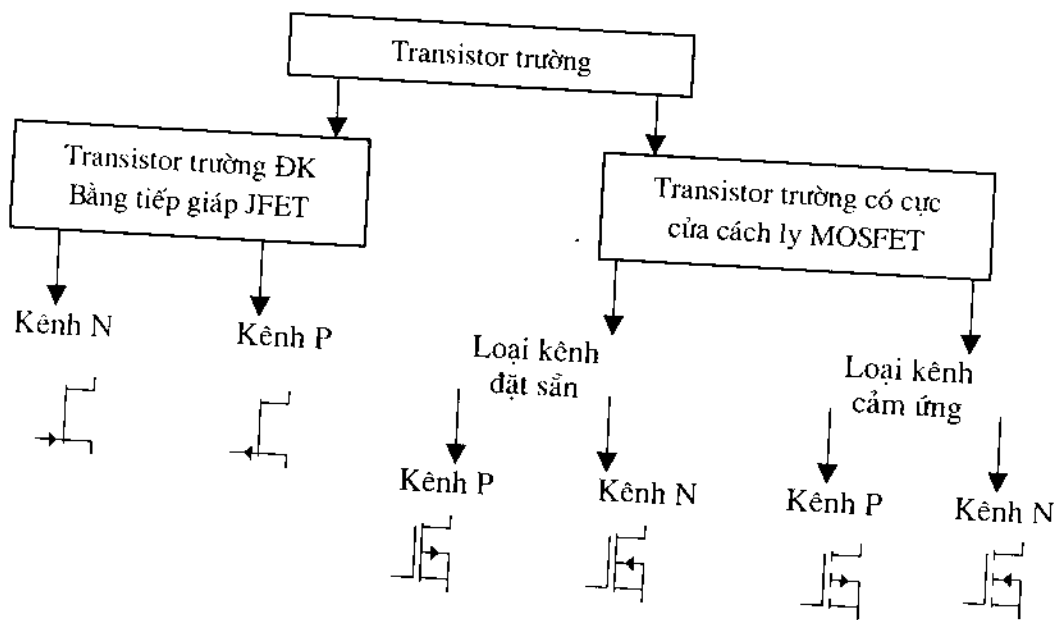 Transistor trường
Transistor trường ĐK
Bằng tiếp giáp JFET
Transistor trường có cực
cửa cách ly MOSFET
Kênh N
Kênh P
Loại kênh
đặt sẵn
Loại kênh
cảm ứng
Kênh P
Kênh N
Kênh P
Kênh N